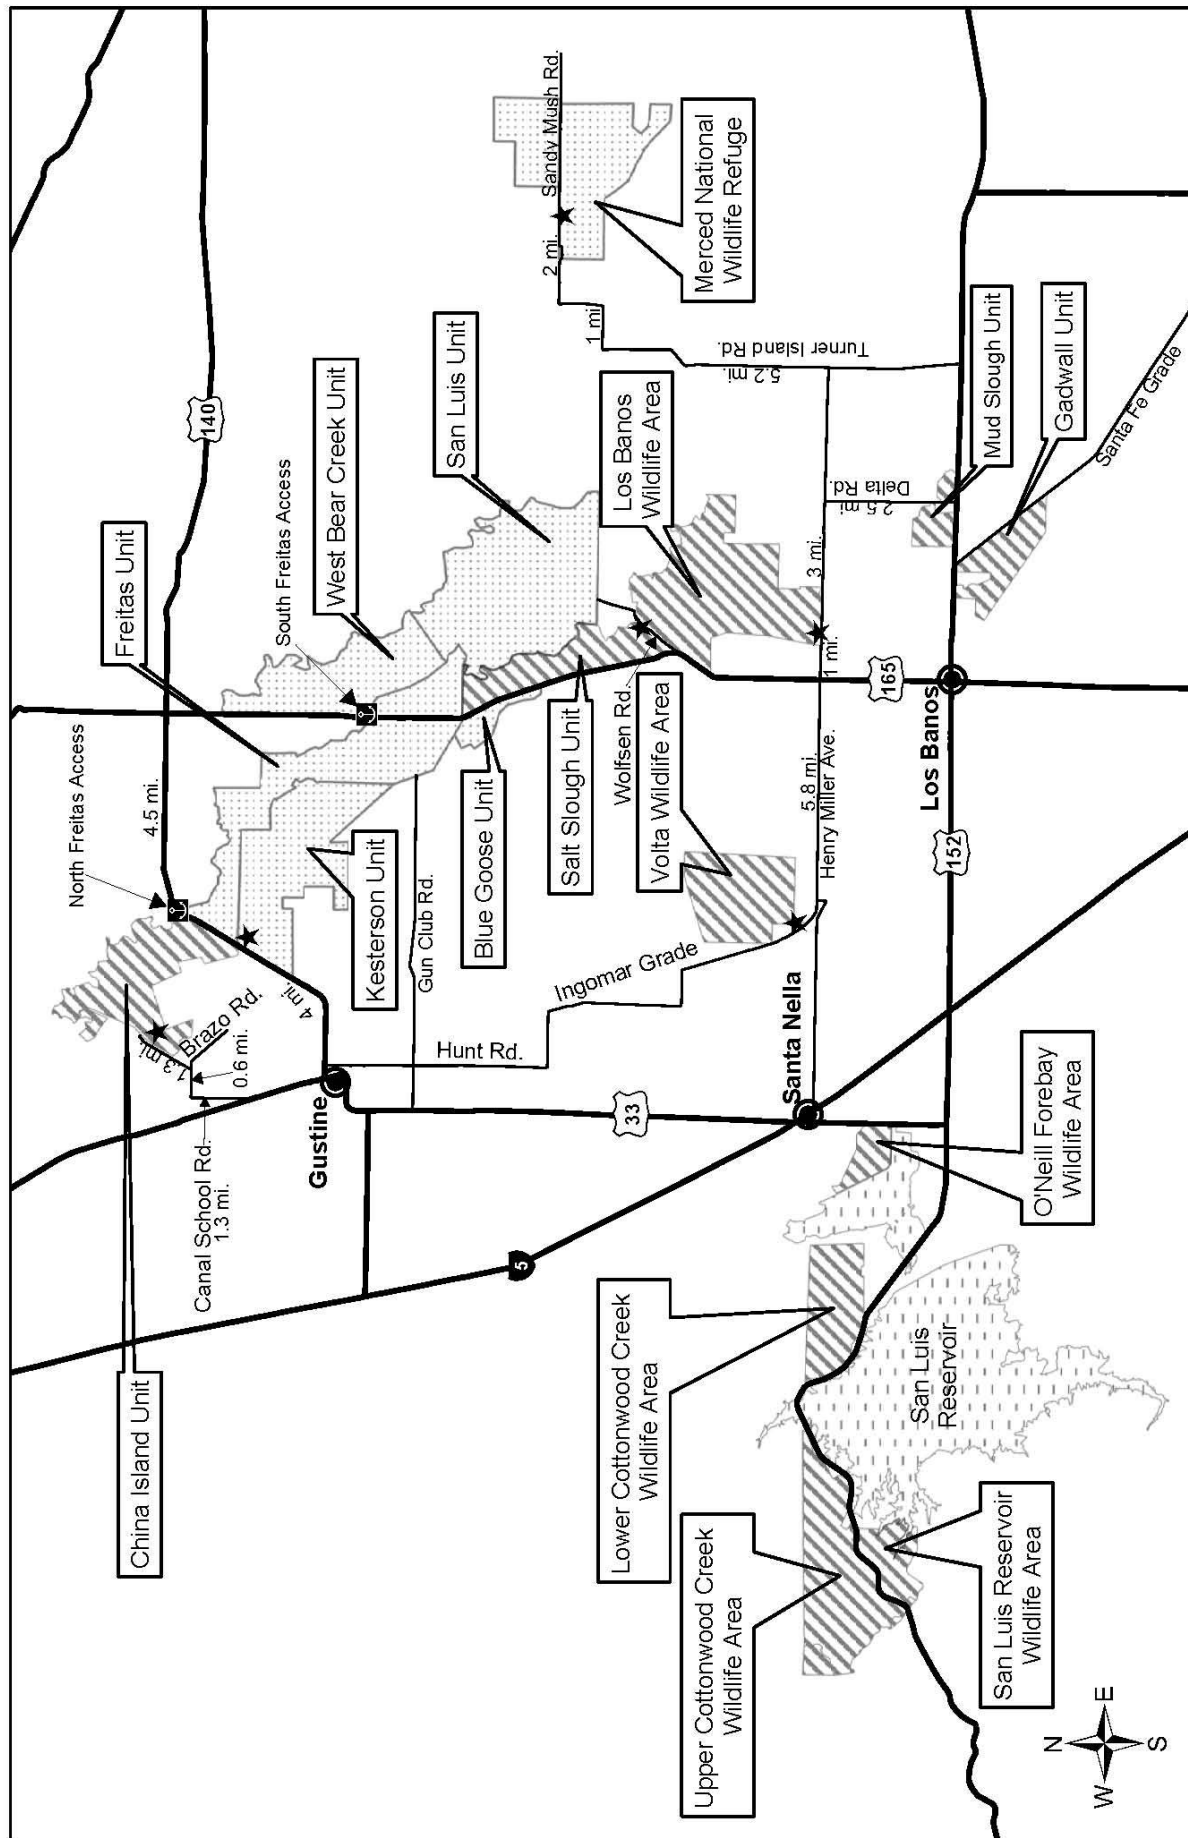 140
Sandy Mush Rd.
2 mi.
Merced National
Wildlife Refuge
1 mi.
Turner Island Rd.
5.2 mi.
San Luis Unit
West Bear Creek Unit
South Freitas Access
Freitas Unit
North Freitas Access
4.5 mi.
Los Banos
Wildlife Area
Delta Rd.
2.5 mi.
Mud Slough Unit
Gadwall Unit
Santa Fe Grade
3 mi.
1 mi.
165
Los Banos
Wolfsen Rd.
Salt Slough Unit
Blue Goose Unit
Volta Wildlife Area
5.8 mi.
Henry Miller Ave.
152
Kesterson Unit
Gun Club Rd.
Ingomar Grade
Hunt Rd.
4 mi.
Brazo Rd.
1.3 mi.
0.6 mi.
Canal School Rd.
1.3 mi.
Gustine
33
Santa Nella
5
O'Neill Forebay
Wildlife Area
China Island Unit
Lower Cottonwood Creek
Wildlife Area
San Luis
Reservoir
Upper Cottonwood Creek
Wildlife Area
San Luis Reservoir
Wildlife Area
N
W
E
S